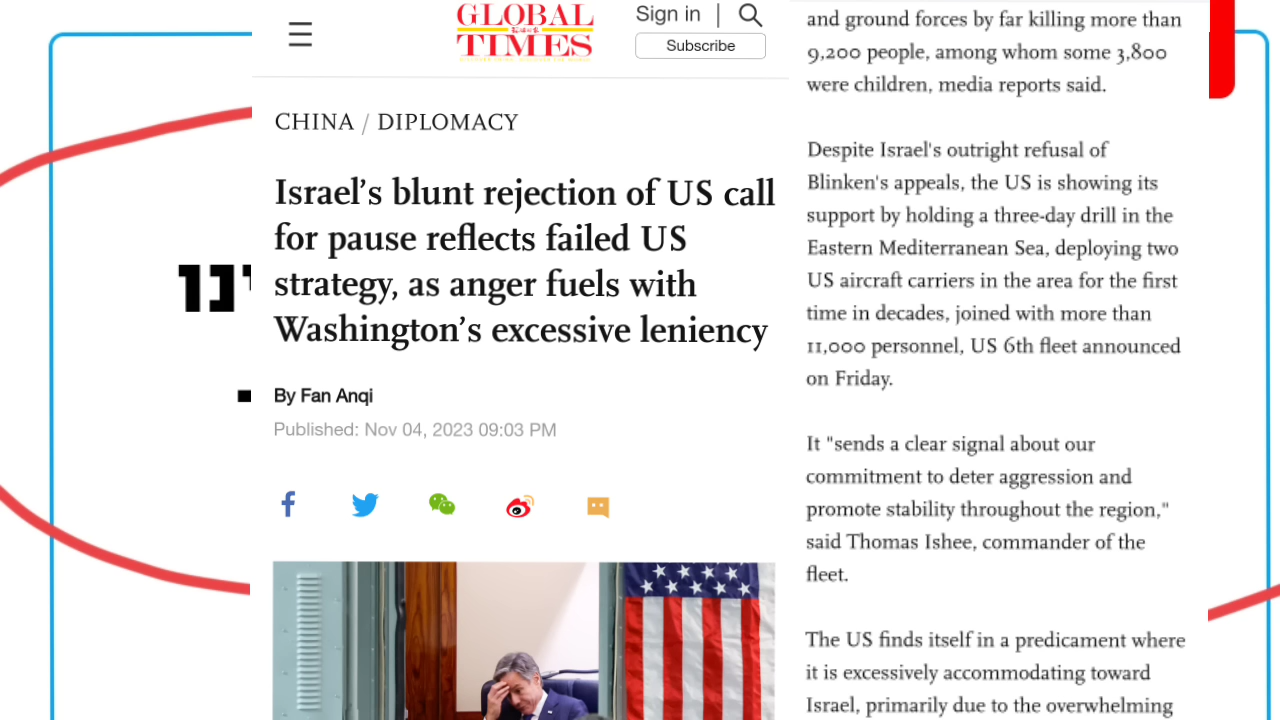 GLOBAL
TIMES
Sign in
Subscribe
CHINA / DIPLOMACY
Israel’s blunt rejection of US call
for pause reflects failed US
strategy, as anger fuels with
Washington’s excessive leniency
By Fan Anqi
Published: Nov 04, 2023 09:03 PM
and ground forces by far killing more than
9,200 people, among whom some 3,800
were children, media reports said.
Despite Israel's outright refusal of
Blinken's appeals, the US is showing its
support by holding a three-day drill in the
Eastern Mediterranean Sea, deploying two
US aircraft carriers in the area for the first
time in decades, joined with more than
11,000 personnel, US 6th fleet announced
on Friday.
It "sends a clear signal about our
commitment to deter aggression and
promote stability throughout the region,"
said Thomas Ishee, commander of the
fleet.
The US finds itself in a predicament where
it is excessively accommodating toward
Israel, primarily due to the overwhelming